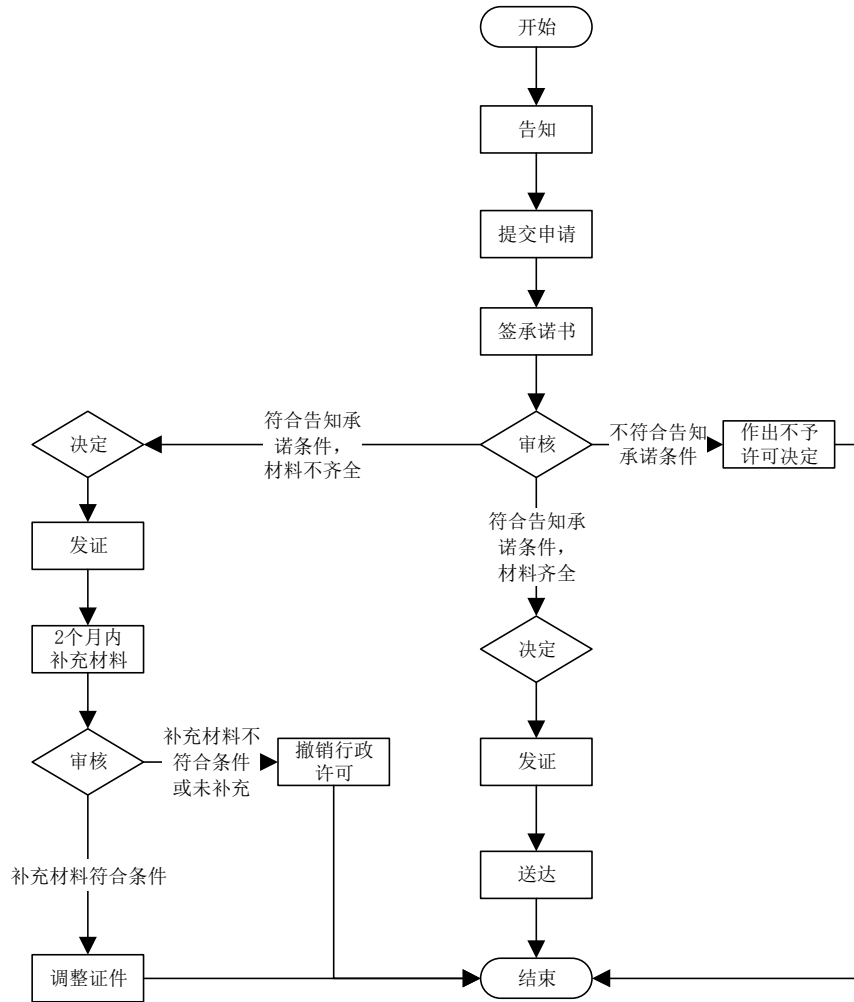 开始
告知
提交申请
签承诺书
符合告知承
诺条件，
材料不齐全
决定
审核
不符合告知
承诺条件
作出不予
许可决定
符合告知承
诺条件，
材料齐全
发证
2个月内
补充材料
决定
审核
补充材料不
符合条件
或未补充
撤销行政
许可
发证
补充材料符合条件
送达
调整证件
结束